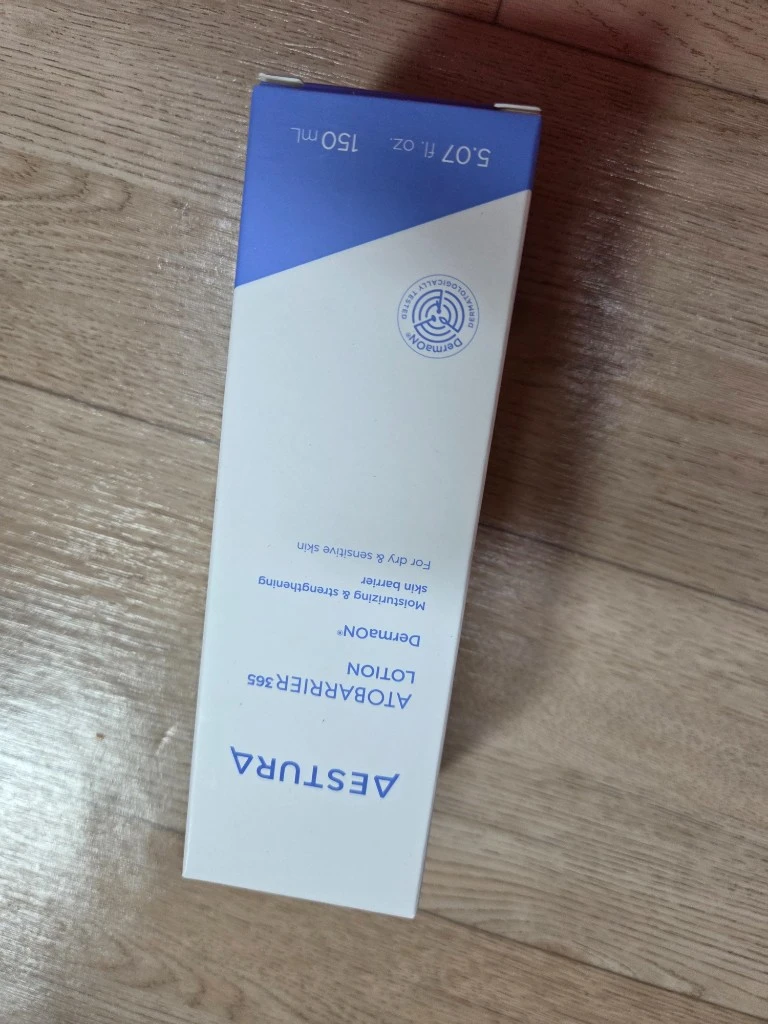 AESTURA
ATOBARRIER365
LOTION
DermaON®
Moisturizing & strengthening
skin barrier
For dry & sensitive skin
DermaON®
DERMATOLOGICALLY TESTED
5.07 fl. oz. 150 mL